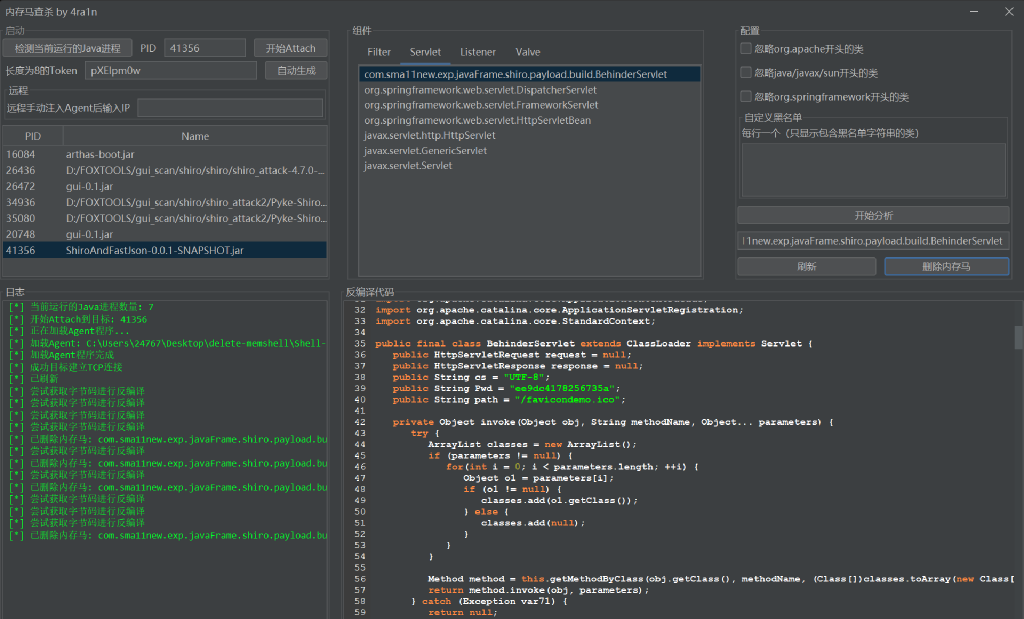 内存马查杀 by 4ra1n
启动
检测当前运行的Java进程 PID 41356 开始Attach
长度为8的Token pXElpm0w 自动生成
远程
远程手动注入Agent后输入IP
PID Name
16084 arthas-boot.jar
26436 D:/FOXTOOLS/gui_scan/shiro/shiro/shiro_attack-4.7.0-...
26472 gui-0.1.jar
34936 D:/FOXTOOLS/gui_scan/shiro/shiro_attack2/Pyke-Shiro...
35080 D:/FOXTOOLS/gui_scan/shiro/shiro_attack2/Pyke-Shiro...
20748 gui-0.1.jar
41356 ShiroAndFastJson-0.0.1-SNAPSHOT.jar
组件
Filter Servlet Listener Valve
com.sma11new.exp.javaFrame.shiro.payload.build.BehinderServlet
org.springframework.web.servlet.DispatcherServlet
org.springframework.web.servlet.FrameworkServlet
org.springframework.web.servlet.HttpServletBean
javax.servlet.http.HttpServlet
javax.servlet.GenericServlet
javax.servlet.Servlet
配置
忽略org.apache开头的类
忽略java/javax/sun开头的类
忽略org.springframework开头的类
自定义黑名单
每行一个（只显示包含黑名单字符串的类）
开始分析
l1new.exp.javaFrame.shiro.payload.build.BehinderServlet
刷新 删除内存马
日志
[*] 当前运行的Java进程数量: 7
[*] 开始Attach到目标: 41356
[*] 正在加载Agent程序...
[*] 加载Agent: C:\Users\24767\Desktop\delete-memshell\Shell-
[*] 加载Agent程序完成
[*] 成功目标建立TCP连接
[*] 已刷新
[*] 尝试获取字节码进行反编译
[*] 尝试获取字节码进行反编译
[*] 尝试获取字节码进行反编译
[*] 尝试获取字节码进行反编译
[*] 已删除内存马: com.sma11new.exp.javaFrame.shiro.payload.bu
[*] 尝试获取字节码进行反编译
[*] 已删除内存马: com.sma11new.exp.javaFrame.shiro.payload.bu
[*] 尝试获取字节码进行反编译
[*] 已删除内存马: com.sma11new.exp.javaFrame.shiro.payload.bu
[*] 尝试获取字节码进行反编译
[*] 尝试获取字节码进行反编译
[*] 尝试获取字节码进行反编译
[*] 已删除内存马: com.sma11new.exp.javaFrame.shiro.payload.bu
反编译代码
32 import org.apache.catalina.core.ApplicationServletRegistration;
33 import org.apache.catalina.core.StandardContext;
34
35 public final class BehinderServlet extends ClassLoader implements Servlet {
36 public HttpServletRequest request = null;
37 public HttpServletResponse response = null;
38 public String cs = "UTF-8";
39 public String Pwd = "ee9dc4178256735a";
40 public String path = "/favicondemo.ico";
41
42 private Object invoke(Object obj, String methodName, Object... parameters) {
43 try {
44 ArrayList classes = new ArrayList();
45 if (parameters != null) {
46 for(int i = 0; i < parameters.length; ++i) {
47 Object o1 = parameters[i];
48 if (o1 != null) {
49 classes.add(o1.getClass());
50 } else {
51 classes.add(null);
52 }
53 }
54 }
55
56 Method method = this.getMethodByClass(obj.getClass(), methodName, (Class[])classes.toArray(new Class[
57 return method.invoke(obj, parameters);
58 } catch (Exception var71) {
59 return null;